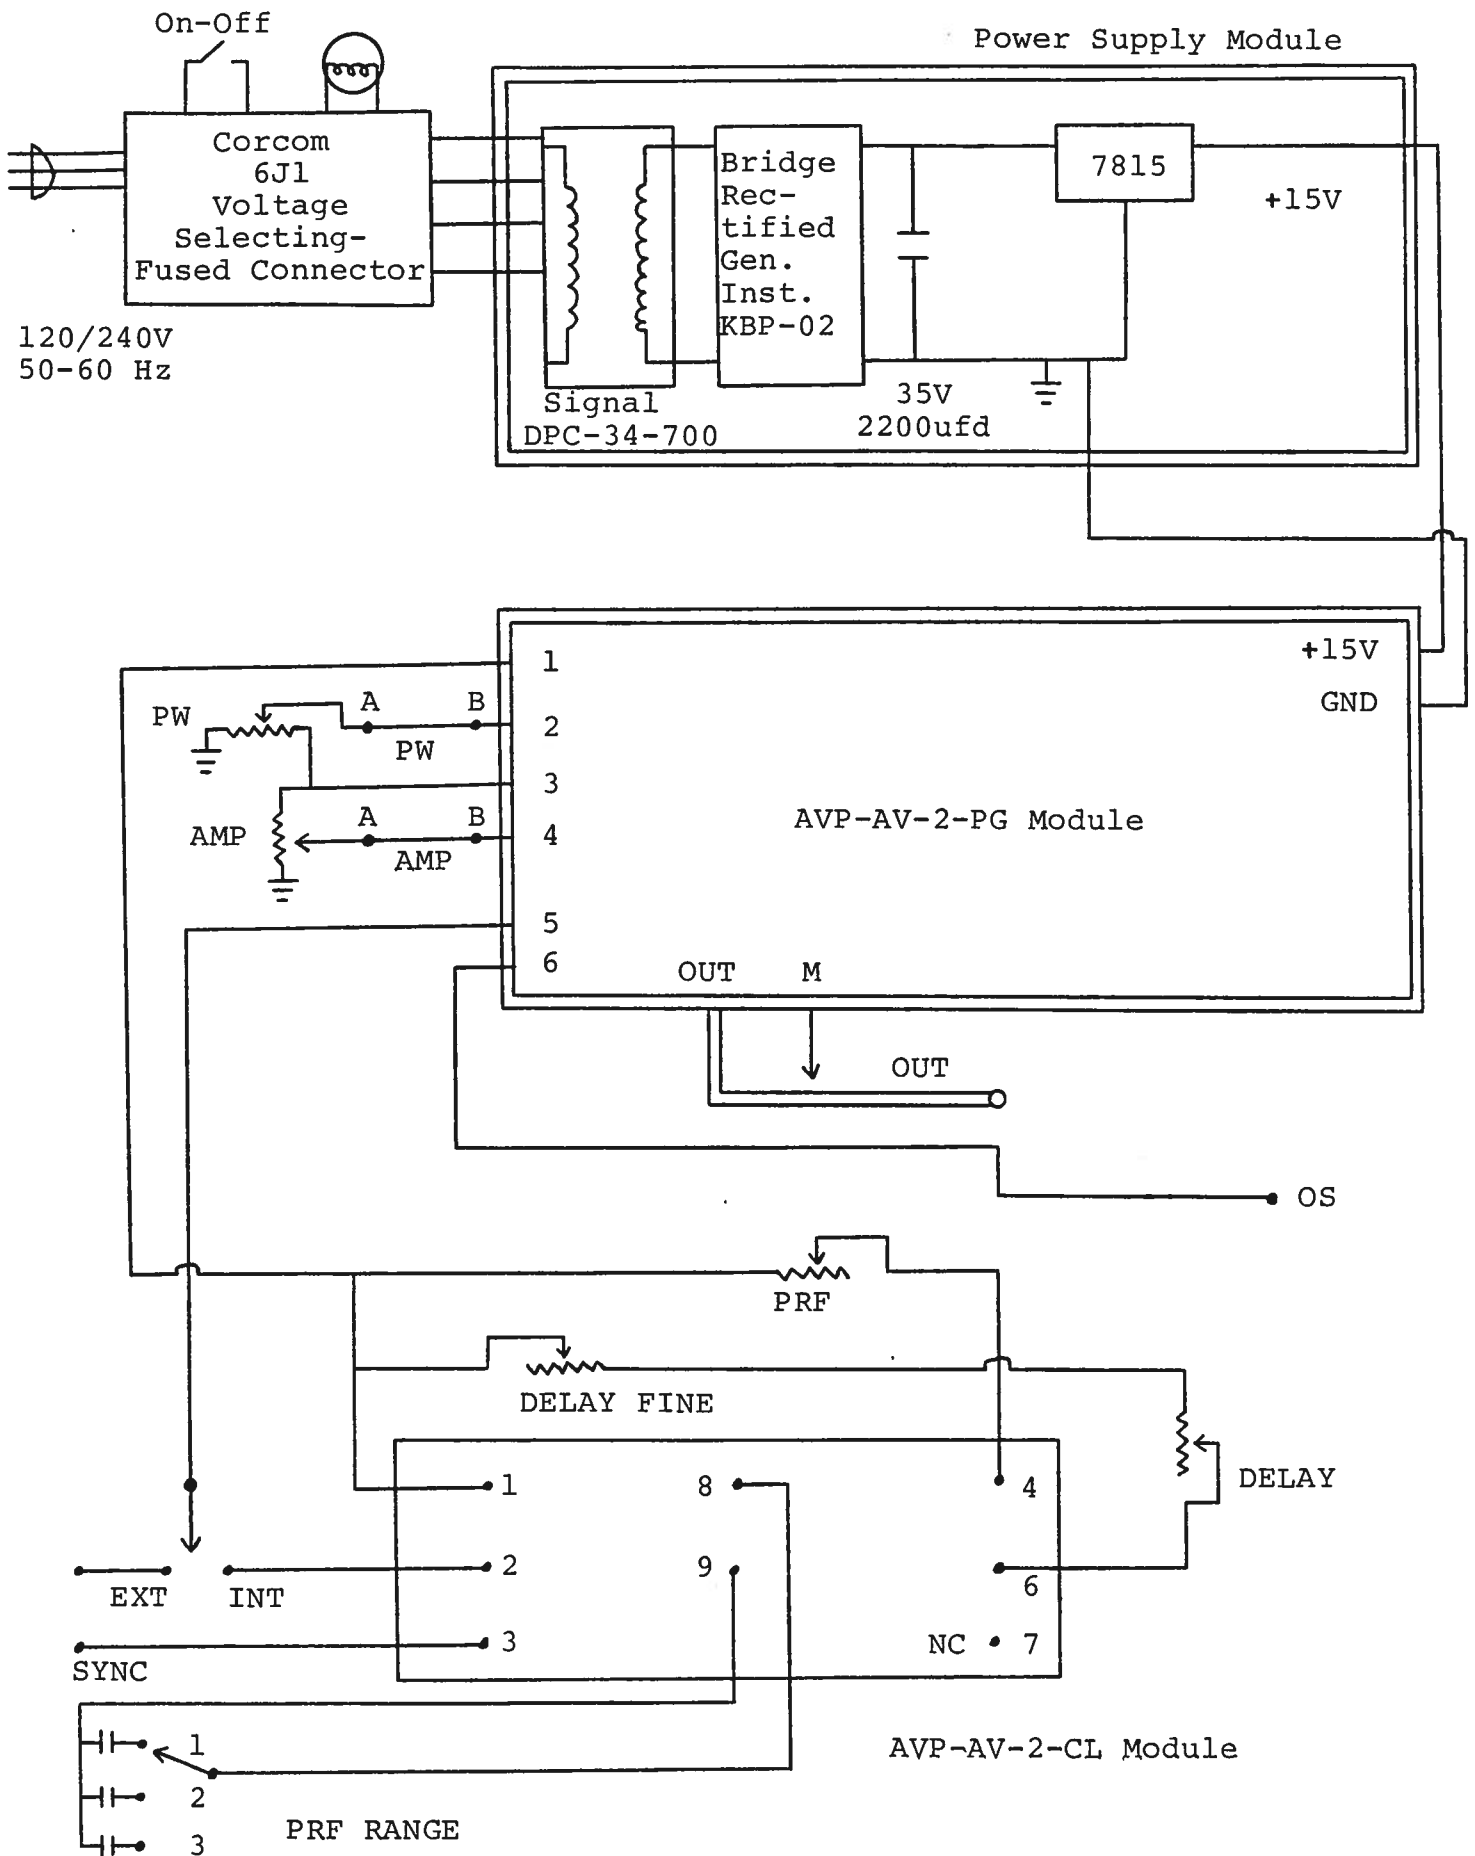 On-Off
Power Supply Module
Corcom
6J1
Voltage
Selecting-
Fused Connector
120/240V
50-60 Hz
Signal
DPC-34-700
Bridge
Rec-
tified
Gen.
Inst.
KBP-02
35V
2200ufd
7815
+15V
1
+15V
GND
PW
A
B
PW
2
3
AMP
A
B
AMP
4
AVP-AV-2-PG Module
5
6
OUT
M
OUT
OS
PRF
DELAY FINE
DELAY
1
8
4
2
9
6
EXT
INT
3
NC
7
SYNC
AVP-AV-2-CL Module
1
2
3
PRF RANGE